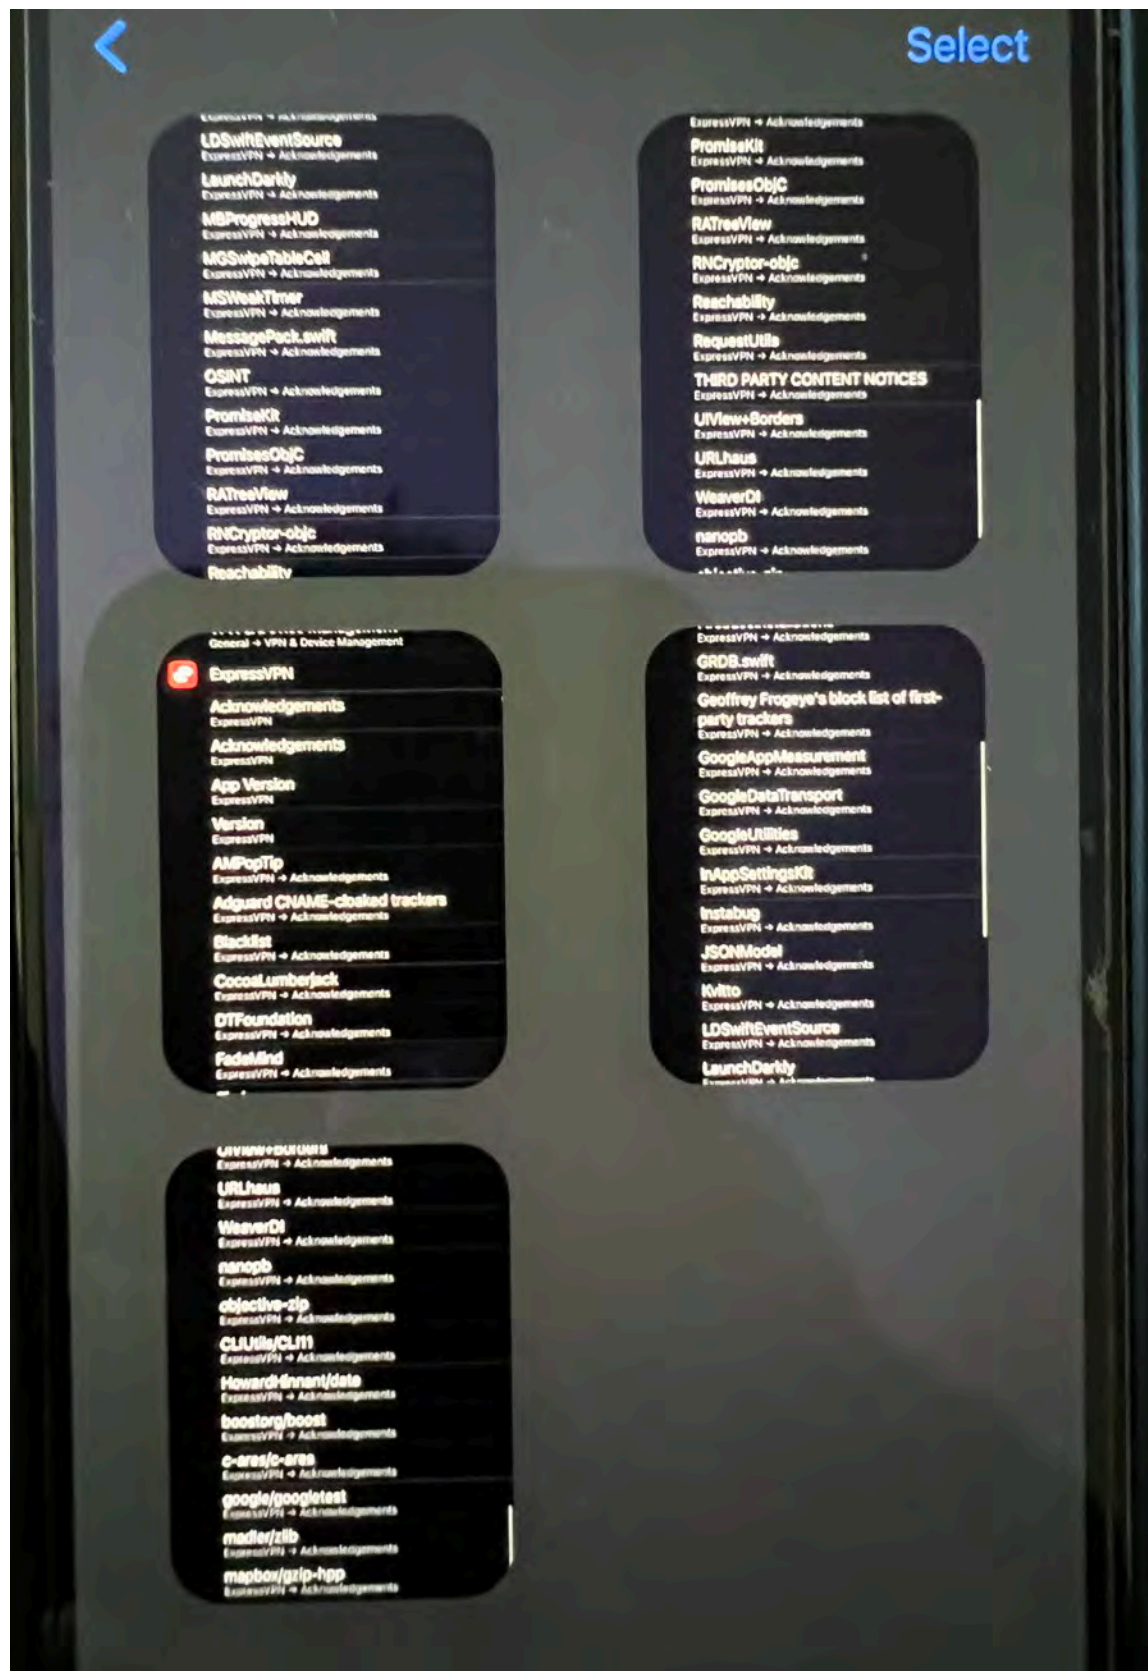 Select
ExpressVPN → Acknowledgements
LDSwiftEventSource
ExpressVPN → Acknowledgements
LaunchDarkly
ExpressVPN → Acknowledgements
MBProgressHUD
ExpressVPN → Acknowledgements
MGSwipeTableCell
ExpressVPN → Acknowledgements
MSWeakTimer
ExpressVPN → Acknowledgements
MessagePack.swift
ExpressVPN → Acknowledgements
OSINT
ExpressVPN → Acknowledgements
PromiseKit
ExpressVPN → Acknowledgements
PromisesObjC
ExpressVPN → Acknowledgements
RATreeView
ExpressVPN → Acknowledgements
RNCryptor-objc
ExpressVPN → Acknowledgements
Reachability
ExpressVPN → Acknowledgements
PromiseKit
ExpressVPN → Acknowledgements
PromisesObjC
ExpressVPN → Acknowledgements
RATreeView
ExpressVPN → Acknowledgements
RNCryptor-objc
ExpressVPN → Acknowledgements
Reachability
ExpressVPN → Acknowledgements
RequestUtils
ExpressVPN → Acknowledgements
THIRD PARTY CONTENT NOTICES
ExpressVPN → Acknowledgements
UIView+Borders
ExpressVPN → Acknowledgements
URLhaus
ExpressVPN → Acknowledgements
WeaverDI
ExpressVPN → Acknowledgements
nanopb
ExpressVPN → Acknowledgements
General → VPN & Device Management
ExpressVPN
Acknowledgements
ExpressVPN
Acknowledgements
ExpressVPN
App Version
ExpressVPN
Version
ExpressVPN
AMPopTip
ExpressVPN → Acknowledgements
Adguard CNAME-cloaked trackers
ExpressVPN → Acknowledgements
Blacklist
ExpressVPN → Acknowledgements
CocoaLumberjack
ExpressVPN → Acknowledgements
DTFoundation
ExpressVPN → Acknowledgements
FadeMind
ExpressVPN → Acknowledgements
ExpressVPN → Acknowledgements
GRDB.swift
ExpressVPN → Acknowledgements
Geoffrey Frogeye's block list of first-
party trackers
ExpressVPN → Acknowledgements
GoogleAppMeasurement
ExpressVPN → Acknowledgements
GoogleDataTransport
ExpressVPN → Acknowledgements
GoogleUtilities
ExpressVPN → Acknowledgements
InAppSettingsKit
ExpressVPN → Acknowledgements
Instabug
ExpressVPN → Acknowledgements
JSONModel
ExpressVPN → Acknowledgements
Kvitto
ExpressVPN → Acknowledgements
LDSwiftEventSource
ExpressVPN → Acknowledgements
LaunchDarkly
ExpressVPN → Acknowledgements
UIView+Borders
ExpressVPN → Acknowledgements
URLhaus
ExpressVPN → Acknowledgements
WeaverDI
ExpressVPN → Acknowledgements
nanopb
ExpressVPN → Acknowledgements
objective-zip
ExpressVPN → Acknowledgements
CLIUtils/CLI11
ExpressVPN → Acknowledgements
HowardHinnant/date
ExpressVPN → Acknowledgements
boostorg/boost
ExpressVPN → Acknowledgements
c-ares/c-ares
ExpressVPN → Acknowledgements
google/googletest
ExpressVPN → Acknowledgements
madler/zlib
ExpressVPN → Acknowledgements
mapbox/gzip-hpp
ExpressVPN → Acknowledgements